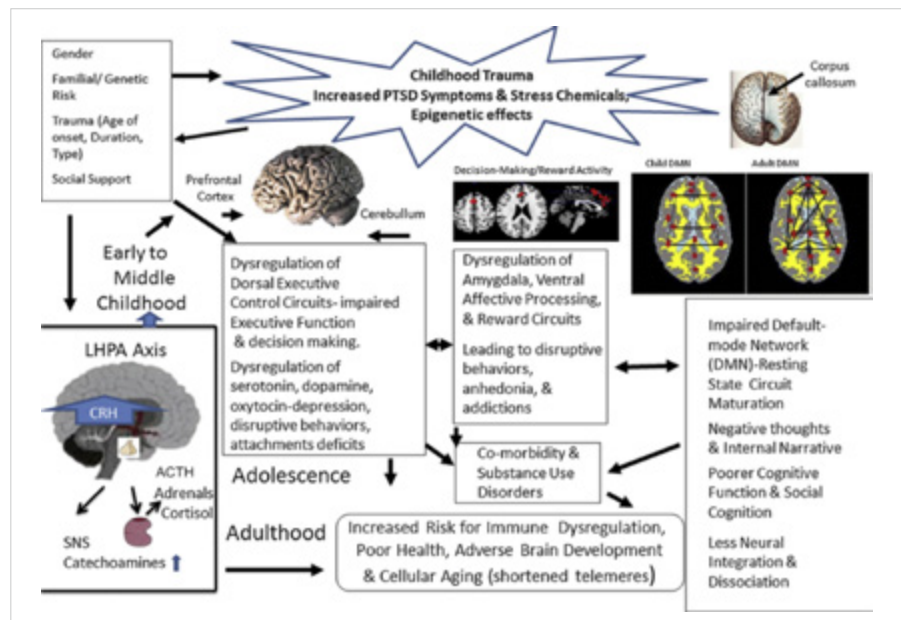 Gender
Familial/ Genetic
Risk
Trauma (Age of
onset, Duration,
Type)
Social Support
Childhood Trauma
Increased PTSD Symptoms & Stress Chemicals,
Epigenetic effects
Corpus
callosum
Prefrontal
Cortex
Cerebullum
Decision-Making/Reward Activity
Child DMN
Adult DMN
Early to
Middle
Childhood
Dysregulation of
Dorsal Executive
Control Circuits- impaired
Executive Function
& decision making.
Dysregulation of
serotonin, dopamine,
oxytocin-depression,
disruptive behaviors,
attachments deficits
Dysregulation of
Amygdala, Ventral
Affective Processing,
& Reward Circuits
Leading to disruptive
behaviors,
anhedonia, &
addictions
Impaired Default-
mode Network
(DMN)-Resting
State Circuit
Maturation
Negative thoughts
& Internal Narrative
Poorer Cognitive
Function & Social
Cognition
Less Neural
Integration &
Dissociation
LHPA Axis
CRH
ACTH
Adrenals
Cortisol
SNS
Catechoamines
Adolescence
Co-morbidity &
Substance Use
Disorders
Adulthood
Increased Risk for Immune Dysregulation,
Poor Health, Adverse Brain Development
& Cellular Aging (shortened telemeres)